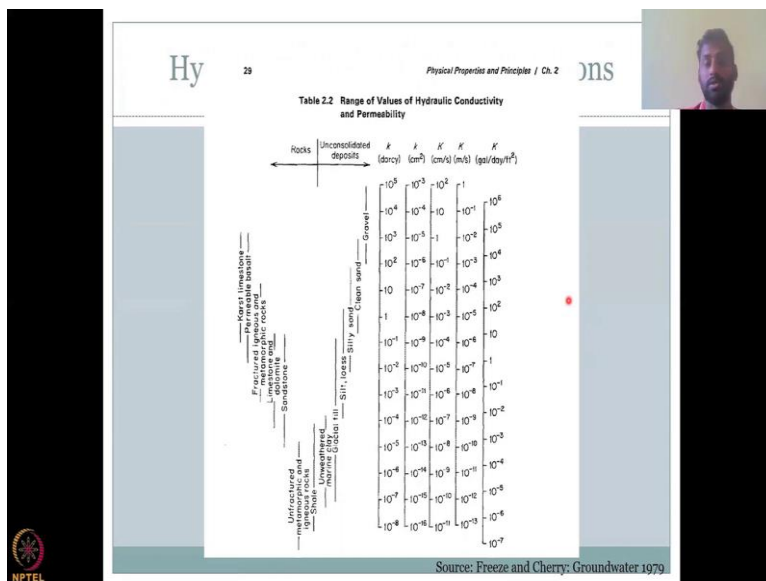 Hy
ons
29
Physical Properties and Principles / Ch. 2
Table 2.2 Range of Values of Hydraulic Conductivity
and Permeability
Rocks
Unconsolidated
deposits
k
(darcy)
k
(cm²)
K
(cm/s)
K
(m/s)
K
(gal/day/ft²)
Karst limestone
Permeable basalt
Fractured igneous and
metamorphic rocks
Limestone and
dolomite
Sandstone
Unfractured
metamorphic and
igneous rocks
Shale
Unweathered
marine clay
Glacial till
Silt, loess
Silty sand
Clean sand
Gravel
10⁵
10⁴
10³
10²
10
1
10⁻¹
10⁻²
10⁻³
10⁻⁴
10⁻⁵
10⁻⁶
10⁻⁷
10⁻⁸
10⁻³
10⁻⁴
10⁻⁵
10⁻⁶
10⁻⁷
10⁻⁸
10⁻⁹
10⁻¹⁰
10⁻¹¹
10⁻¹²
10⁻¹³
10⁻¹⁴
10⁻¹⁵
10⁻¹⁶
10²
10
1
10⁻¹
10⁻²
10⁻³
10⁻⁴
10⁻⁵
10⁻⁶
10⁻⁷
10⁻⁸
10⁻⁹
10⁻¹⁰
10⁻¹¹
1
10⁻¹
10⁻²
10⁻³
10⁻⁴
10⁻⁵
10⁻⁶
10⁻⁷
10⁻⁸
10⁻⁹
10⁻¹⁰
10⁻¹¹
10⁻¹²
10⁻¹³
10⁶
10⁵
10⁴
10³
10²
10
1
10⁻¹
10⁻²
10⁻³
10⁻⁴
10⁻⁵
10⁻⁶
10⁻⁷
Source: Freeze and Cherry: Groundwater 1979
NPTEL